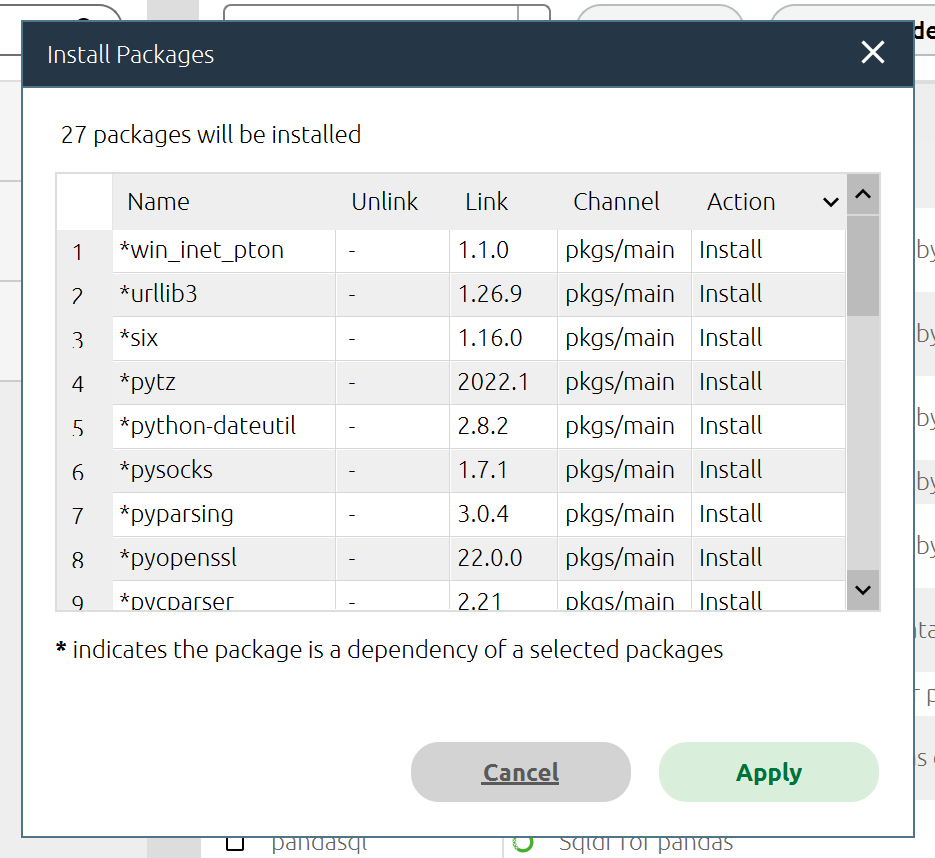 de
Install Packages
27 packages will be installed
Name Unlink Link Channel Action
1 *win_inet_pton - 1.1.0 pkgs/main Install
2 *urllib3 - 1.26.9 pkgs/main Install
3 *six - 1.16.0 pkgs/main Install
4 *pytz - 2022.1 pkgs/main Install
5 *python-dateutil - 2.8.2 pkgs/main Install
6 *pysocks - 1.7.1 pkgs/main Install
7 *pyparsing - 3.0.4 pkgs/main Install
8 *pyopenssl - 22.0.0 pkgs/main Install
9 *pycparser - 2.21 pkgs/main Install
* indicates the package is a dependency of a selected packages
Cancel Apply
pandasql Sqldf for pandas